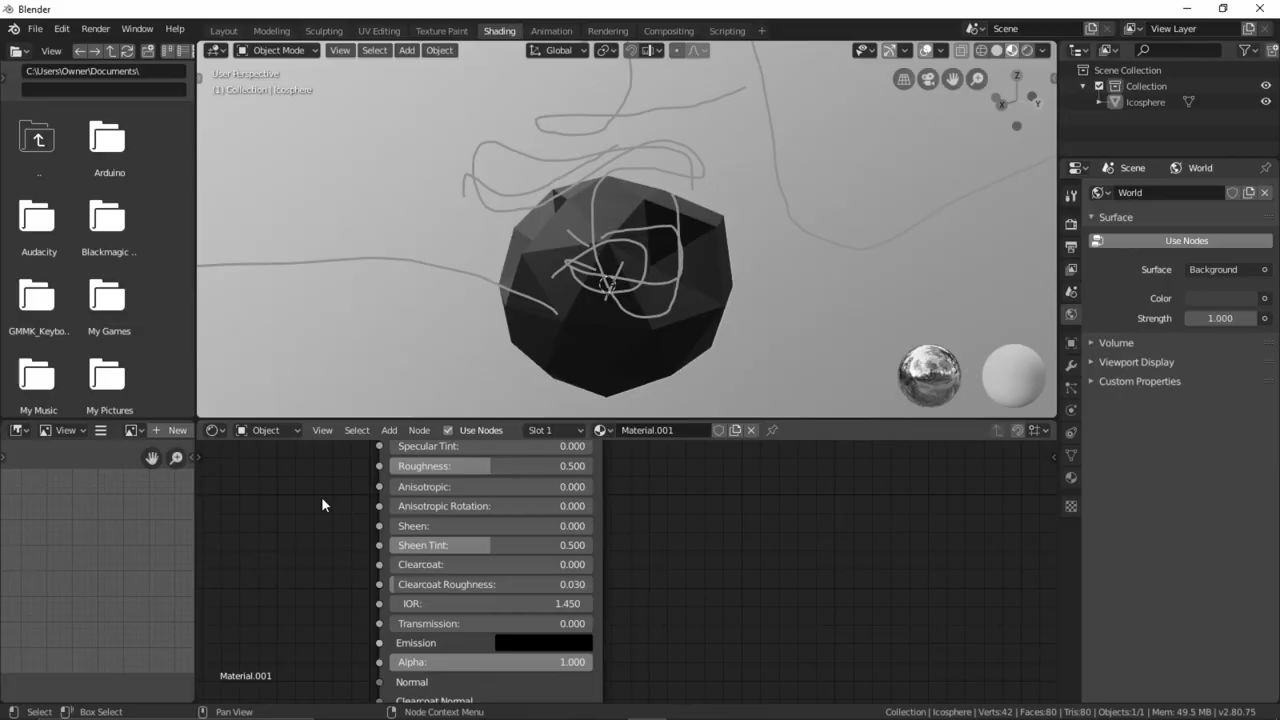 Blender
File Edit Render Window Help
Layout Modeling Sculpting UV Editing Texture Paint Shading Animation Rendering Compositing Scripting +
Scene
View Layer
View
Object Mode View Select Add Object Global
C:\Users\Owner\Documents\
User Perspective
(1) Collection | Icosphere
Z
X
Y
Scene Collection
Collection
Icosphere
..
Arduino
Audacity
Blackmagic ..
GMMK_Keybo..
My Games
My Music
My Pictures
Scene World
World
Surface
Use Nodes
Surface Background
Color
Strength 1.000
Volume
Viewport Display
Custom Properties
View New
Object View Select Add Node Use Nodes Slot 1 Material.001
Specular Tint: 0.000
Roughness: 0.500
Anisotropic: 0.000
Anisotropic Rotation: 0.000
Sheen: 0.000
Sheen Tint: 0.500
Clearcoat: 0.000
Clearcoat Roughness: 0.030
IOR: 1.450
Transmission: 0.000
Emission
Alpha: 1.000
Normal
Clearcoat Normal
Material.001
Select Box Select Pan View Node Context Menu
Collection | Icosphere | Verts:42 | Faces:80 | Tris:80 | Objects:1/1 | Mem: 49.5 MB | v2.80.75